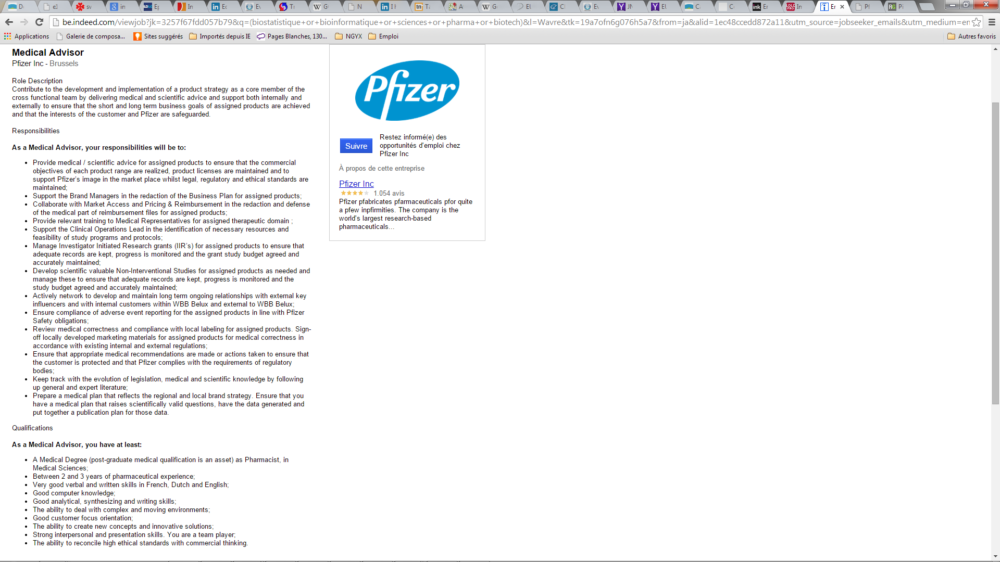 be.indeed.com/viewjob?jk=3257f67fdd057b79&q=(biostatistique+or+bioinformatique+or+sciences+or+pharma+or+biotech)&l=Wavre&tk=19a7ofn6g076h5a7&from=ja&alid=1ec48ccedd872a11&utm_source=jobseeker_emails&utm_medium=en
Applications Galerie de composa... Sites suggérés Importés depuis IE Pages Blanches, 130... NGYX Emploi Autres favoris
Medical Advisor
Pfizer Inc - Brussels
Role Description
Contribute to the development and implementation of a product strategy as a core member of the
cross functional team by delivering medical and scientific advice and support both internally and
externally to ensure that the short and long term business goals of assigned products are achieved
and that the interests of the customer and Pfizer are safeguarded.
Responsibilities
As a Medical Advisor, your responsibilities will be to:
• Provide medical / scientific advice for assigned products to ensure that the commercial
objectives of each product range are realized, product licenses are maintained and to
support Pfizer's image in the market place whilst legal, regulatory and ethical standards are
maintained;
• Support the Brand Managers in the redaction of the Business Plan for assigned products;
• Collaborate with Market Access and Pricing & Reimbursement in the redaction and defense
of the medical part of reimbursement files for assigned products;
• Provide relevant training to Medical Representatives for assigned therapeutic domain ;
• Support the Clinical Operations Lead in the identification of necessary resources and
feasibility of study programs and protocols;
• Manage Investigator Initiated Research grants (IIR's) for assigned products to ensure that
adequate records are kept, progress is monitored and the grant study budget agreed and
accurately maintained;
• Develop scientific valuable Non-Interventional Studies for assigned products as needed and
manage these to ensure that adequate records are kept, progress is monitored and the
study budget agreed and accurately maintained;
• Actively network to develop and maintain long term ongoing relationships with external key
influencers and with internal customers within WBB Belux and external to WBB Belux;
• Ensure compliance of adverse event reporting for the assigned products in line with Pfizer
Safety obligations;
• Review medical correctness and compliance with local labeling for assigned products. Sign-
off locally developed marketing materials for assigned products for medical correctness in
accordance with existing internal and external regulations;
• Ensure that appropriate medical recommendations are made or actions taken to ensure that
the customer is protected and that Pfizer complies with the requirements of regulatory
bodies;
• Keep track with the evolution of legislation, medical and scientific knowledge by following
up general and expert literature;
• Prepare a medical plan that reflects the regional and local brand strategy. Ensure that you
have a medical plan that raises scientifically valid questions, have the data generated and
put together a publication plan for those data.
Qualifications
As a Medical Advisor, you have at least:
• A Medical Degree (post-graduate medical qualification is an asset) as Pharmacist, in
Medical Sciences;
• Between 2 and 3 years of pharmaceutical experience;
• Very good verbal and written skills in French, Dutch and English;
• Good computer knowledge;
• Good analytical, synthesizing and writing skills;
• The ability to deal with complex and moving environments;
• Good customer focus orientation;
• The ability to create new concepts and innovative solutions;
• Strong interpersonal and presentation skills. You are a team player;
• The ability to reconcile high ethical standards with commercial thinking.
Pfizer
Suivre
Restez informé(e) des
opportunités d'emploi chez
Pfizer Inc
À propos de cette entreprise
Pfizer Inc
1.054 avis
Pfizer pfabricates pfarmaceuticals pfor quite
a pfew inpfirmities. The company is the
world's largest research-based
pharmaceuticals...